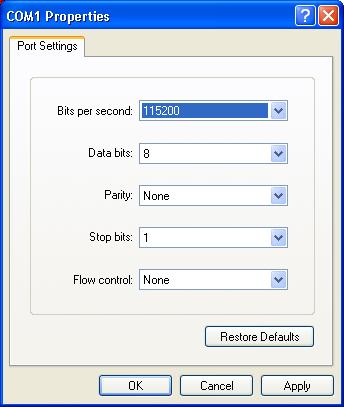 COM1 Properties
Port Settings
Bits per second: 115200
Data bits: 8
Parity: None
Stop bits: 1
Flow control: None
Restore Defaults
OK Cancel Apply